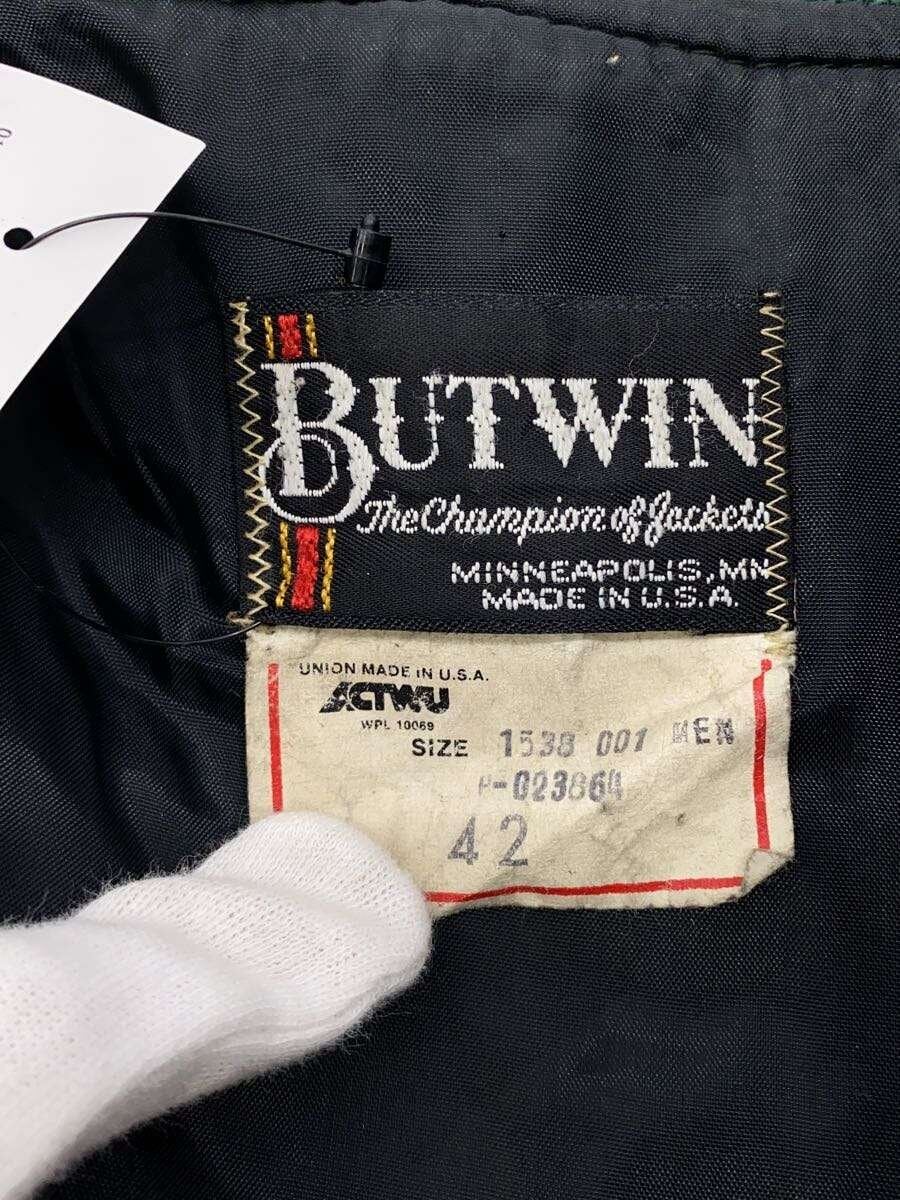 BUTWIN
The Champion of Jackets
MINNEAPOLIS, MN
MADE IN U.S.A.
UNION MADE IN U.S.A.
ACTWU
WPL 10069
SIZE 1538 001 MEN
P-023864
42